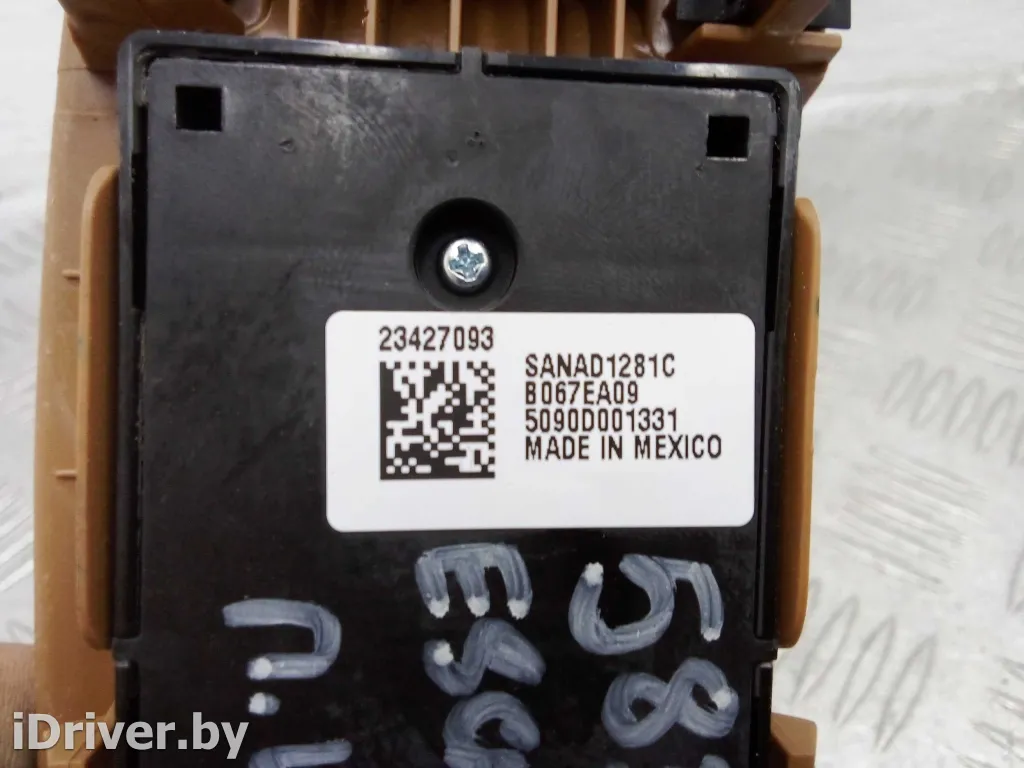 23427093
SANAD1281C
B067EA09
5090D001331
MADE IN MEXICO
iDriver.by